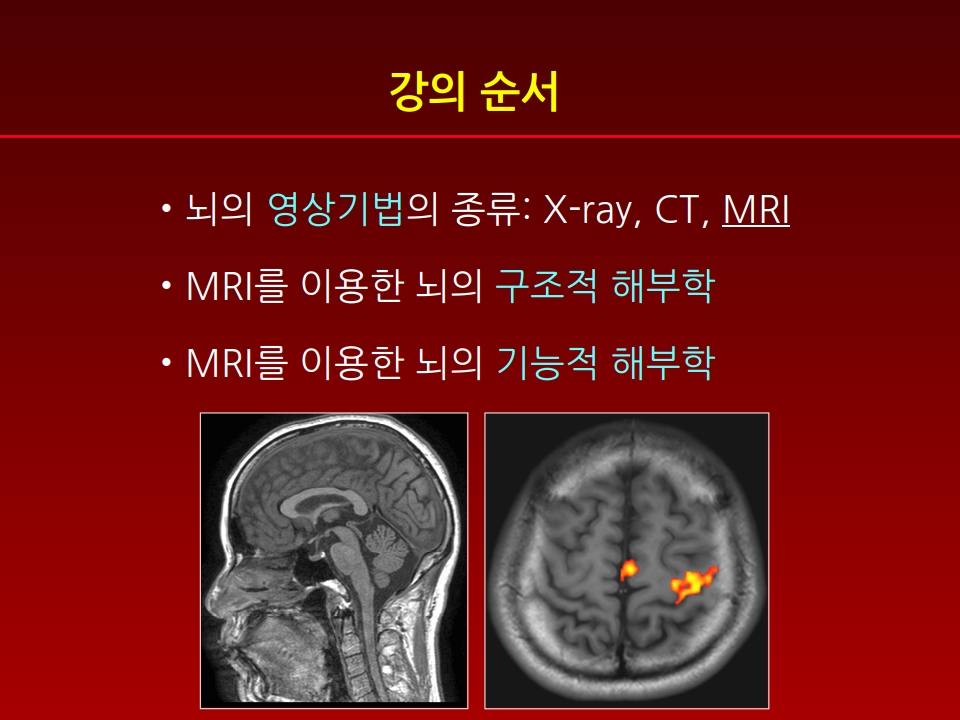 강의 순서
• 뇌의 영상기법의 종류: X-ray, CT, MRI
• MRI를 이용한 뇌의 구조적 해부학
• MRI를 이용한 뇌의 기능적 해부학